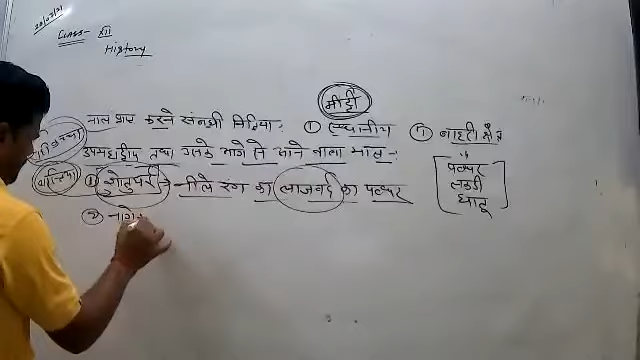 Class- XII
History
मिट्टी
माल प्राप्त करने संबंधी नितियां: ① स्थानीय ② बाहरी क्षेत्र
उपमहाद्वीप तथा उसके आगे से आने वाला माल -:
पत्थर
लकड़ी
धातु
① शोर्तुघई से - नीले रंग का लाजवर्द का पत्थर
② नागे